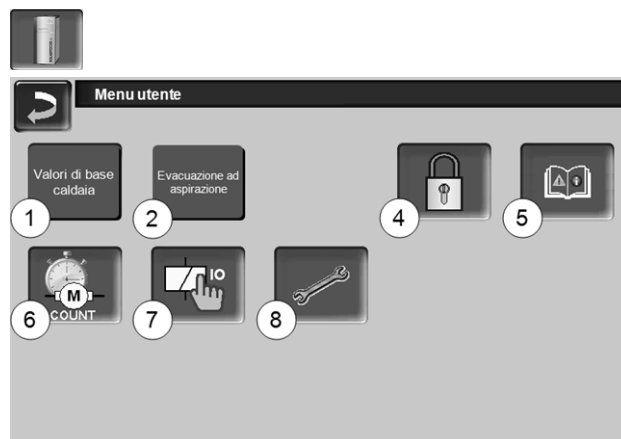 Menu utente
Valori di base
caldaia
Evacuazione ad
aspirazione
1
2
4
5
IO
M
COUNT
6
7
8